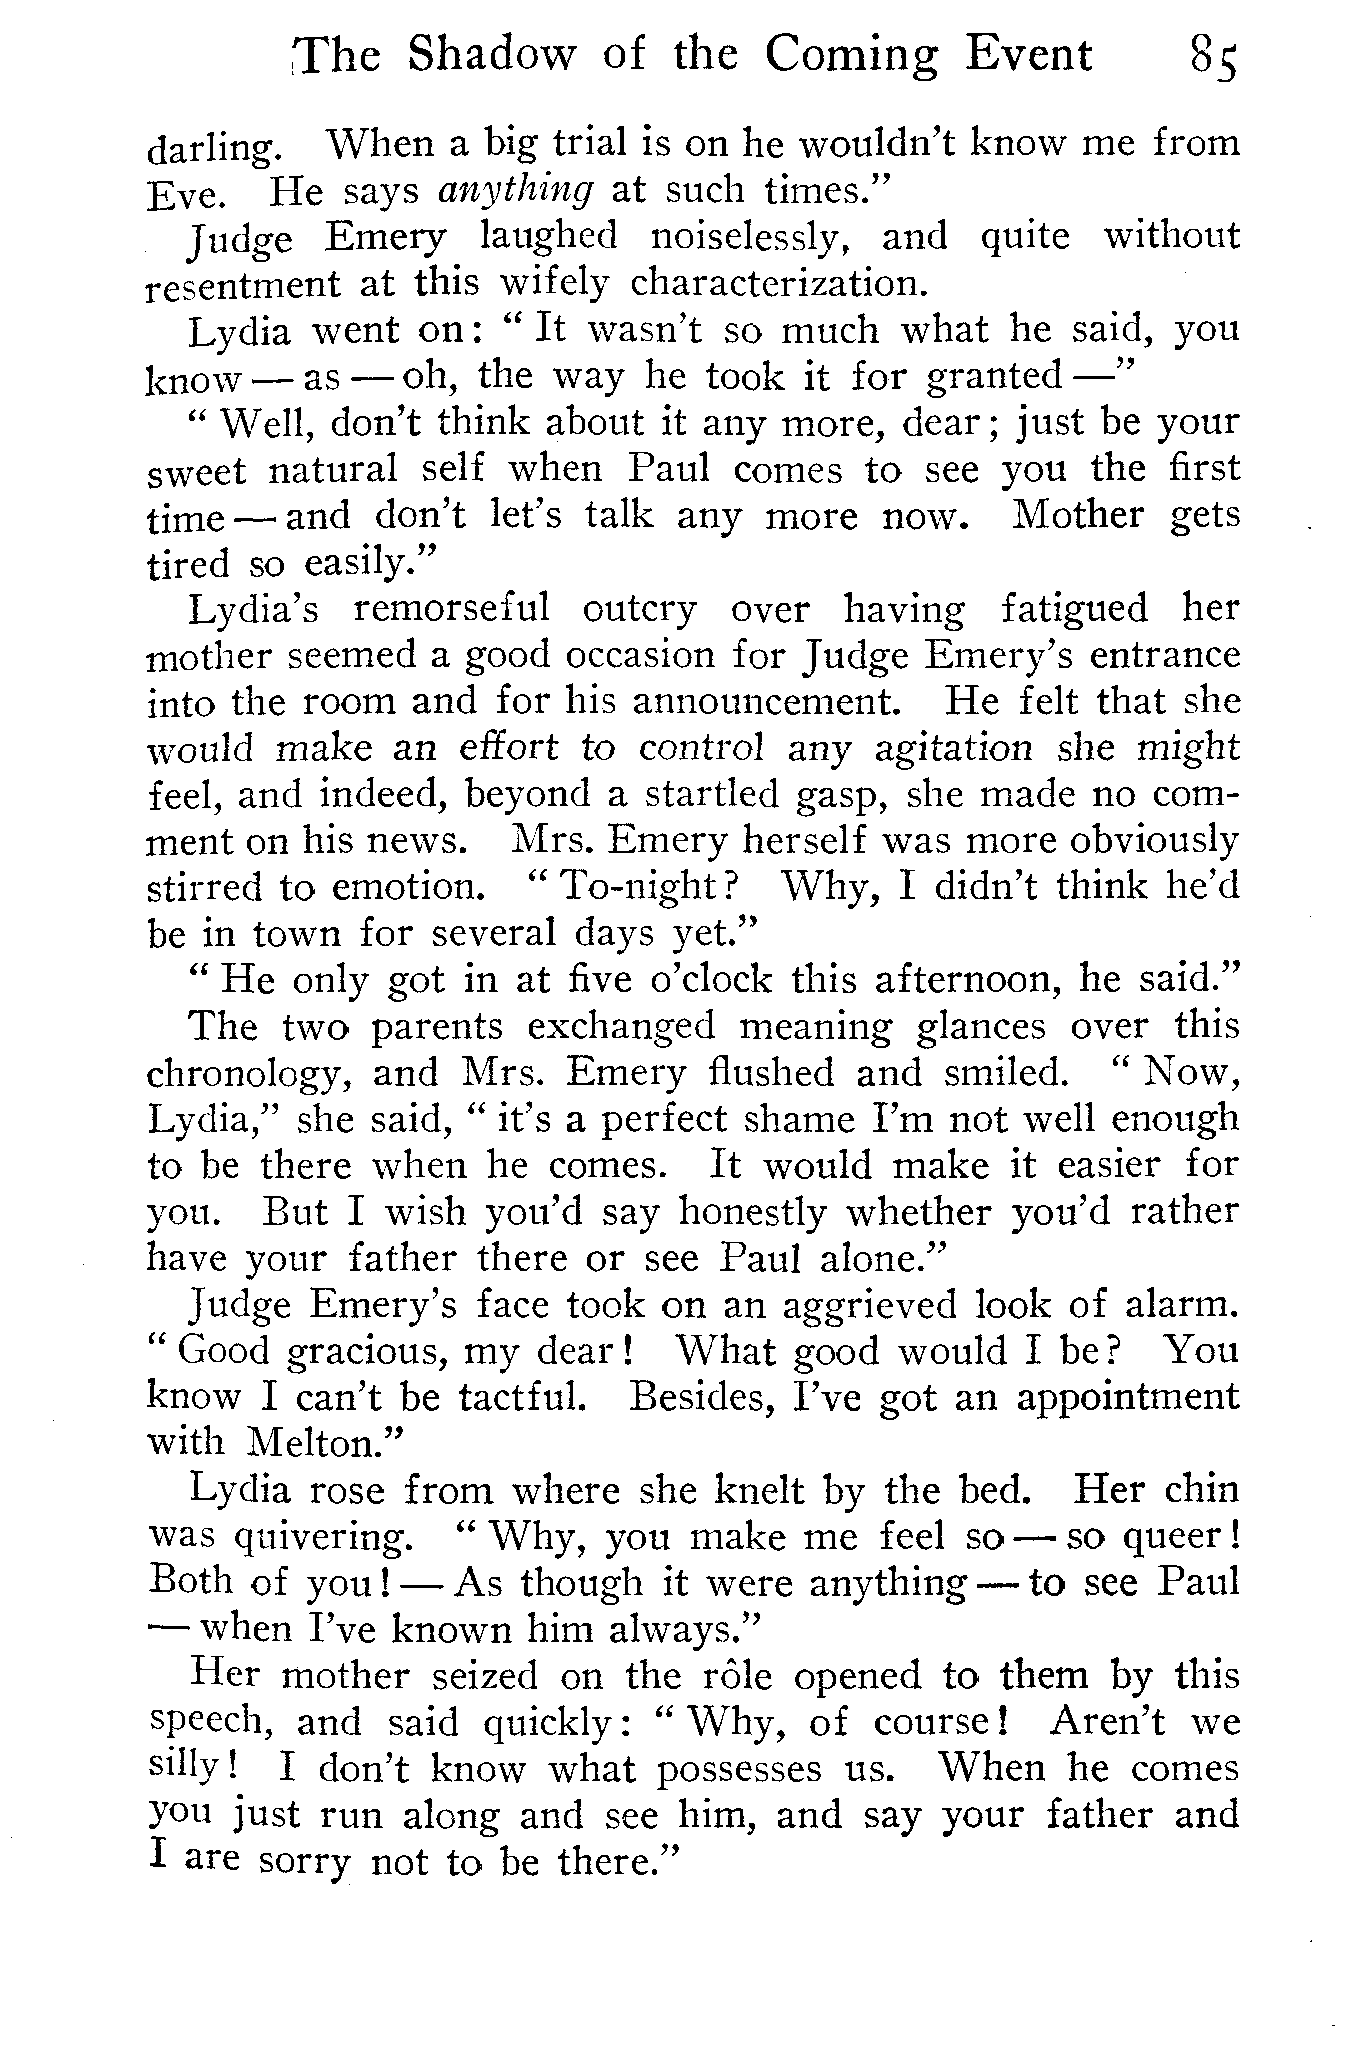 The Shadow of the Coming Event 85
darling. When a big trial is on he wouldn't know me from
Eve. He says anything at such times."
Judge Emery laughed noiselessly, and quite without
resentment at this wifely characterization.
Lydia went on: " It wasn't so much what he said, you
know — as — oh, the way he took it for granted —"
" Well, don't think about it any more, dear; just be your
sweet natural self when Paul comes to see you the first
time — and don't let's talk any more now. Mother gets
tired so easily."
Lydia's remorseful outcry over having fatigued her
mother seemed a good occasion for Judge Emery's entrance
into the room and for his announcement. He felt that she
would make an effort to control any agitation she might
feel, and indeed, beyond a startled gasp, she made no com-
ment on his news. Mrs. Emery herself was more obviously
stirred to emotion. " To-night? Why, I didn't think he'd
be in town for several days yet."
" He only got in at five o'clock this afternoon, he said."
The two parents exchanged meaning glances over this
chronology, and Mrs. Emery flushed and smiled. " Now,
Lydia," she said, " it's a perfect shame I'm not well enough
to be there when he comes. It would make it easier for
you. But I wish you'd say honestly whether you'd rather
have your father there or see Paul alone."
Judge Emery's face took on an aggrieved look of alarm.
" Good gracious, my dear! What good would I be? You
know I can't be tactful. Besides, I've got an appointment
with Melton."
Lydia rose from where she knelt by the bed. Her chin
was quivering. " Why, you make me feel so — so queer!
Both of you! — As though it were anything — to see Paul
— when I've known him always."
Her mother seized on the rôle opened to them by this
speech, and said quickly: " Why, of course! Aren't we
silly! I don't know what possesses us. When he comes
you just run along and see him, and say your father and
I are sorry not to be there."